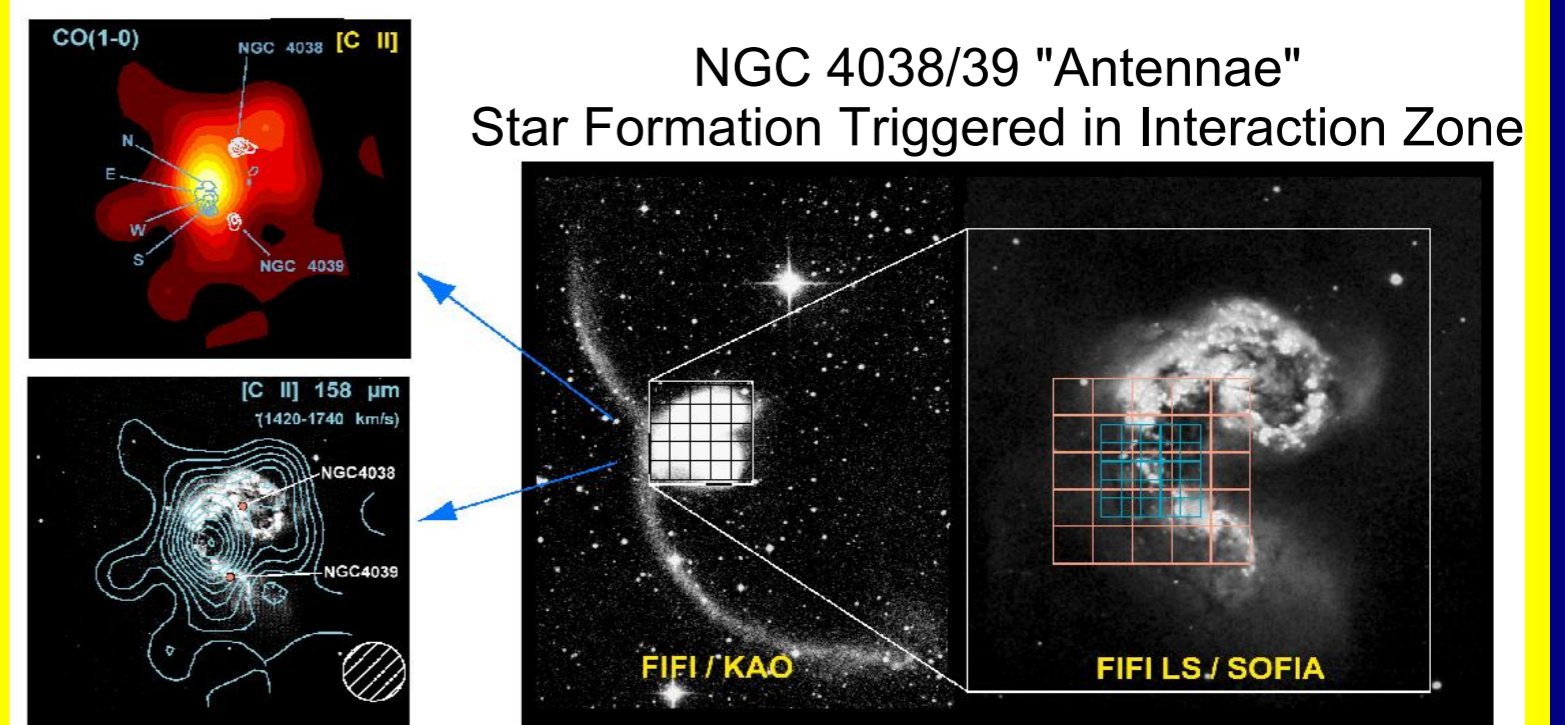 NGC 4038/39 "Antennae"
Star Formation Triggered in Interaction Zone
CO(1-0)
NGC 4038
[C II]
N
E
W
S
NGC 4039
[C II] 158 µm
(1420-1740 km/s)
NGC4038
NGC4039
FIFI / KAO
FIFI LS / SOFIA